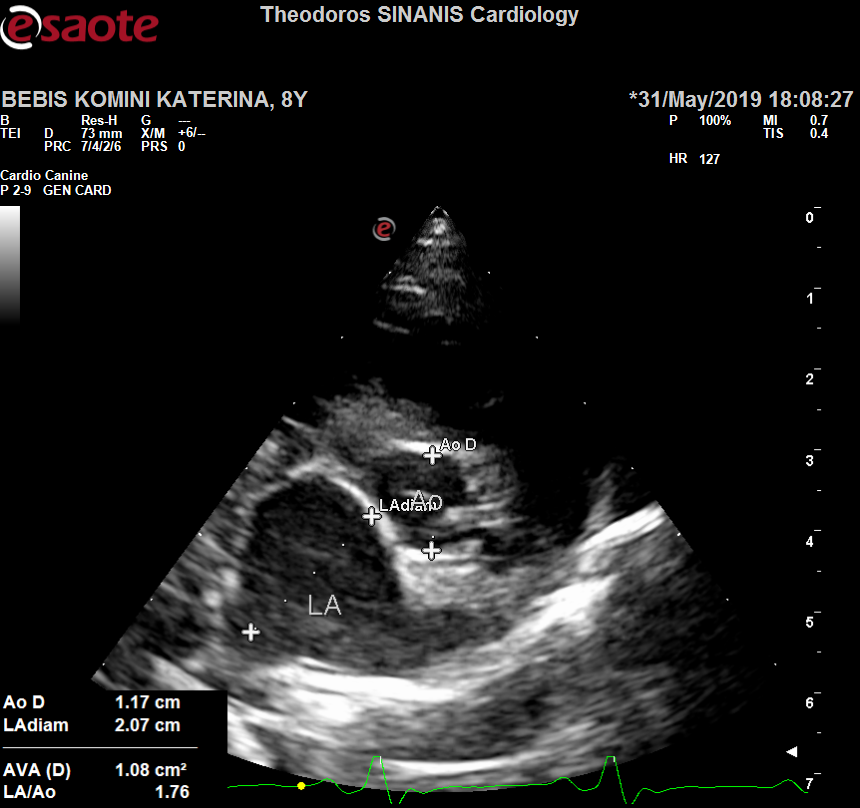 esaote
Theodoros SINANIS Cardiology
BEBIS KOMINI KATERINA, 8Y
*31/May/2019 18:08:27
B Res-H G ---
TEI D 73 mm X/M +6/--
PRC 7/4/2/6 PRS 0
P 100% MI 0.7
TIS 0.4
HR 127
Cardio Canine
P 2-9 GEN CARD
e
0
1
2
3
4
5
6
7
Ao D
LAdiam
Ao
LA
Ao D 1.17 cm
LAdiam 2.07 cm
AVA (D) 1.08 cm²
LA/Ao 1.76